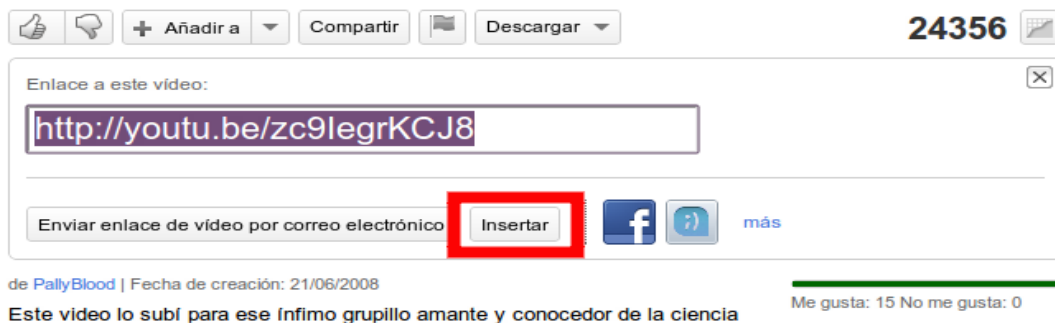 Añadir a Compartir Descargar 24356
Enlace a este vídeo:
http://youtu.be/zc9IegrKCJ8
Enviar enlace de vídeo por correo electrónico Insertar f ;) más
de PallyBlood | Fecha de creación: 21/06/2008
Me gusta: 15 No me gusta: 0
Este video lo subí para ese ínfimo grupillo amante y conocedor de la ciencia